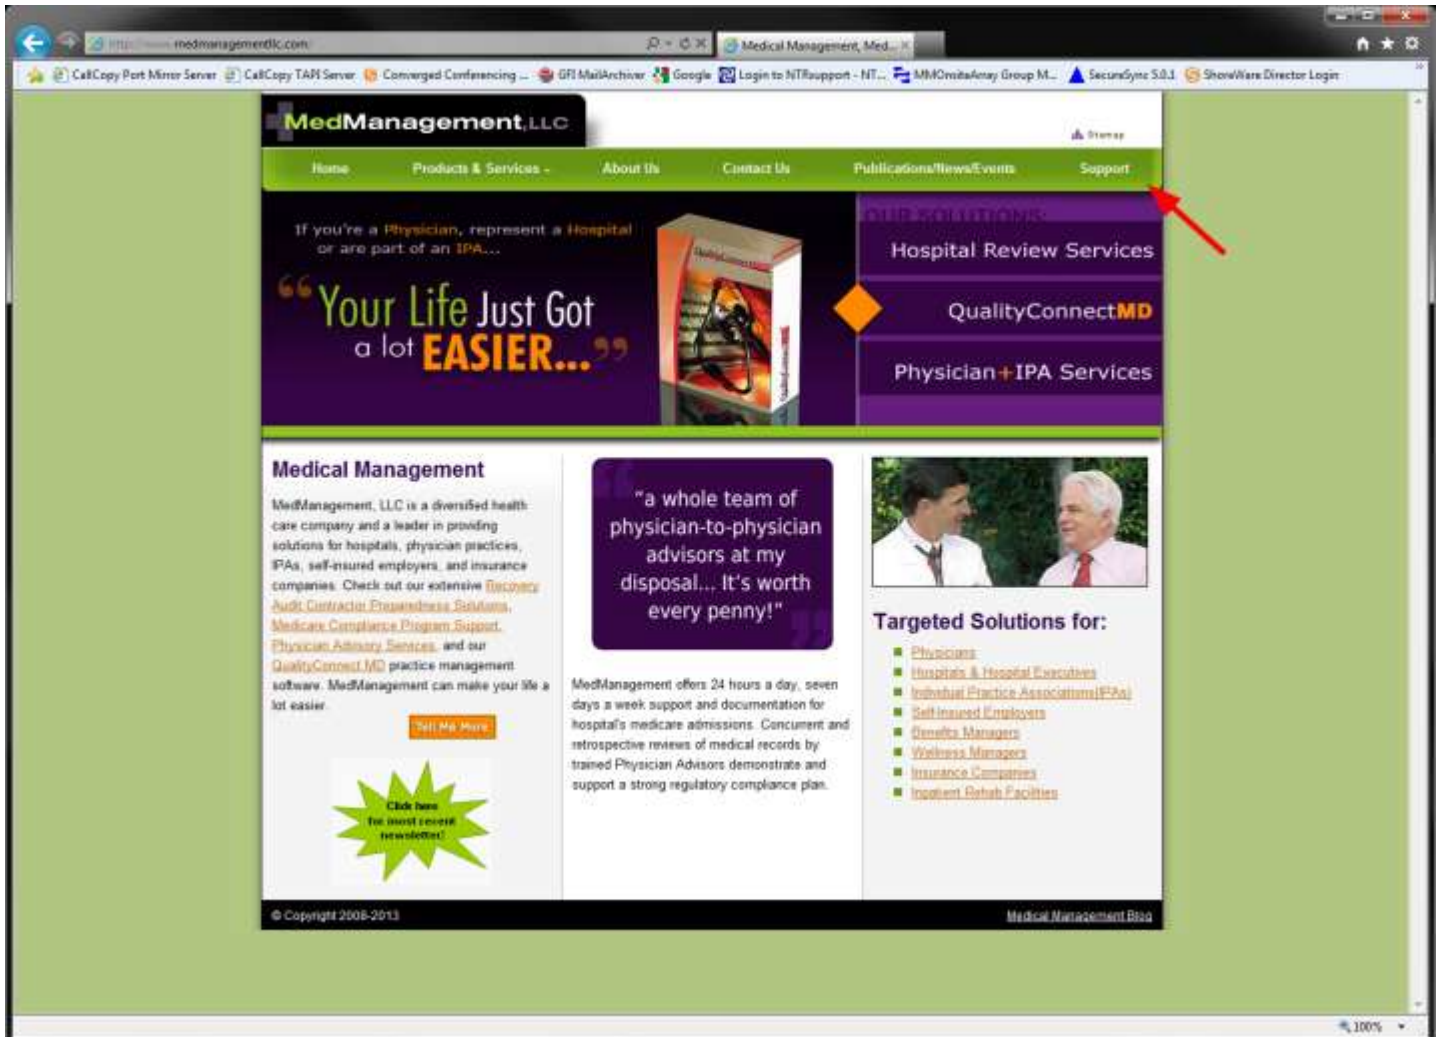 medmanagementllc.com
Medical Management, Med...
CallCopy Port Mirror Server
CallCopy TAPI Server
Converged Conferencing ...
GFI MailArchiver
Google
Login to NTRsupport - NT...
MMOnsiteArray Group M...
SecureSync 5.0.1
ShoreWare Director Login
MedManagement,LLC
Sitemap
Home
Products & Services
About Us
Contact Us
Publications/News/Events
Support
If you're a Physician, represent a Hospital
or are part of an IPA...
“Your Life Just Got
a lot EASIER...”
OUR SOLUTIONS:
Hospital Review Services
QualityConnectMD
Physician+IPA Services
Medical Management
MedManagement, LLC is a diversified health
care company and a leader in providing
solutions for hospitals, physician practices,
IPAs, self-insured employers, and insurance
companies. Check out our extensive Recovery
Audit Contractor Preparedness Solutions,
Medicare Compliance Program Support,
Physician Advisory Services, and our
QualityConnect MD practice management
software. MedManagement can make your life a
lot easier.
Tell Me More
Click here
for most recent
newsletter!
"a whole team of
physician-to-physician
advisors at my
disposal... It's worth
every penny!"
MedManagement offers 24 hours a day, seven
days a week support and documentation for
hospital's medicare admissions. Concurrent and
retrospective reviews of medical records by
trained Physician Advisors demonstrate and
support a strong regulatory compliance plan.
Targeted Solutions for:
Physicians
Hospitals & Hospital Executives
Individual Practice Associations(IPAs)
Self-Insured Employers
Benefits Managers
Wellness Managers
Insurance Companies
Inpatient Rehab Facilities
© Copyright 2008-2013
Medical Management Blog
100%